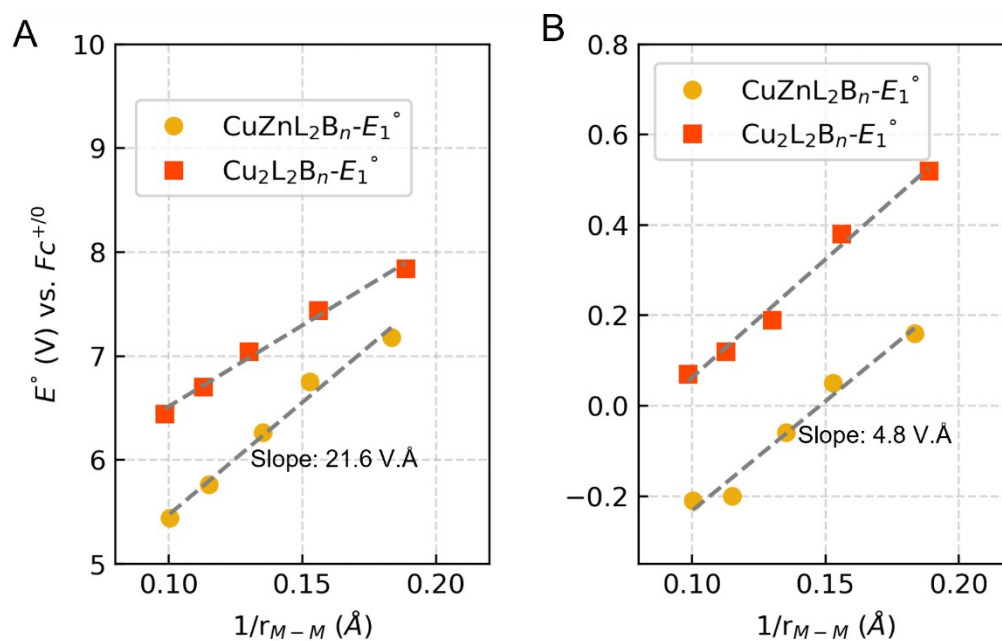 A
10
9
8
7
6
5
E° (V) vs. Fc⁺/⁰
CuZnL₂Bₙ-E₁°
Cu₂L₂Bₙ-E₁°
Slope: 21.6 V.Å
0.10 0.15 0.20
1/r_{M−M} (Å)
B
0.8
0.6
0.4
0.2
0.0
−0.2
CuZnL₂Bₙ-E₁°
Cu₂L₂Bₙ-E₁°
Slope: 4.8 V.Å
0.10 0.15 0.20
1/r_{M−M} (Å)